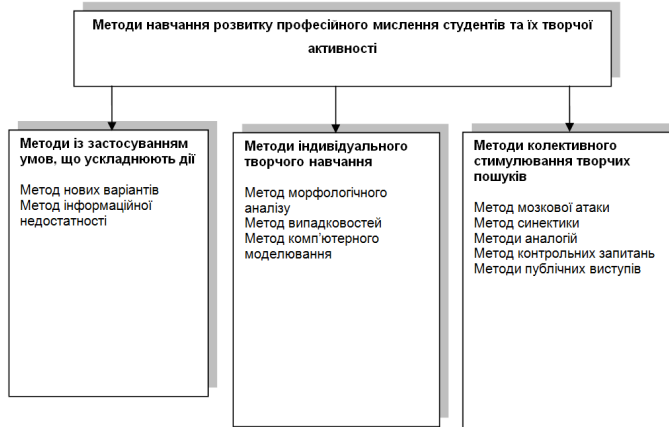 Методи навчання розвитку професійного мислення студентів та їх творчої
активності
Методи із застосуванням
умов, що ускладнюють дії
Метод нових варіантів
Метод інформаційної
недостатності
Методи індивідуального
творчого навчання
Метод морфологічного
аналізу
Метод випадковостей
Метод комп'ютерного
моделювання
Методи колективного
стимулювання творчих
пошуків
Метод мозкової атаки
Метод синектики
Методи аналогій
Метод контрольних запитань
Методи публічних виступів